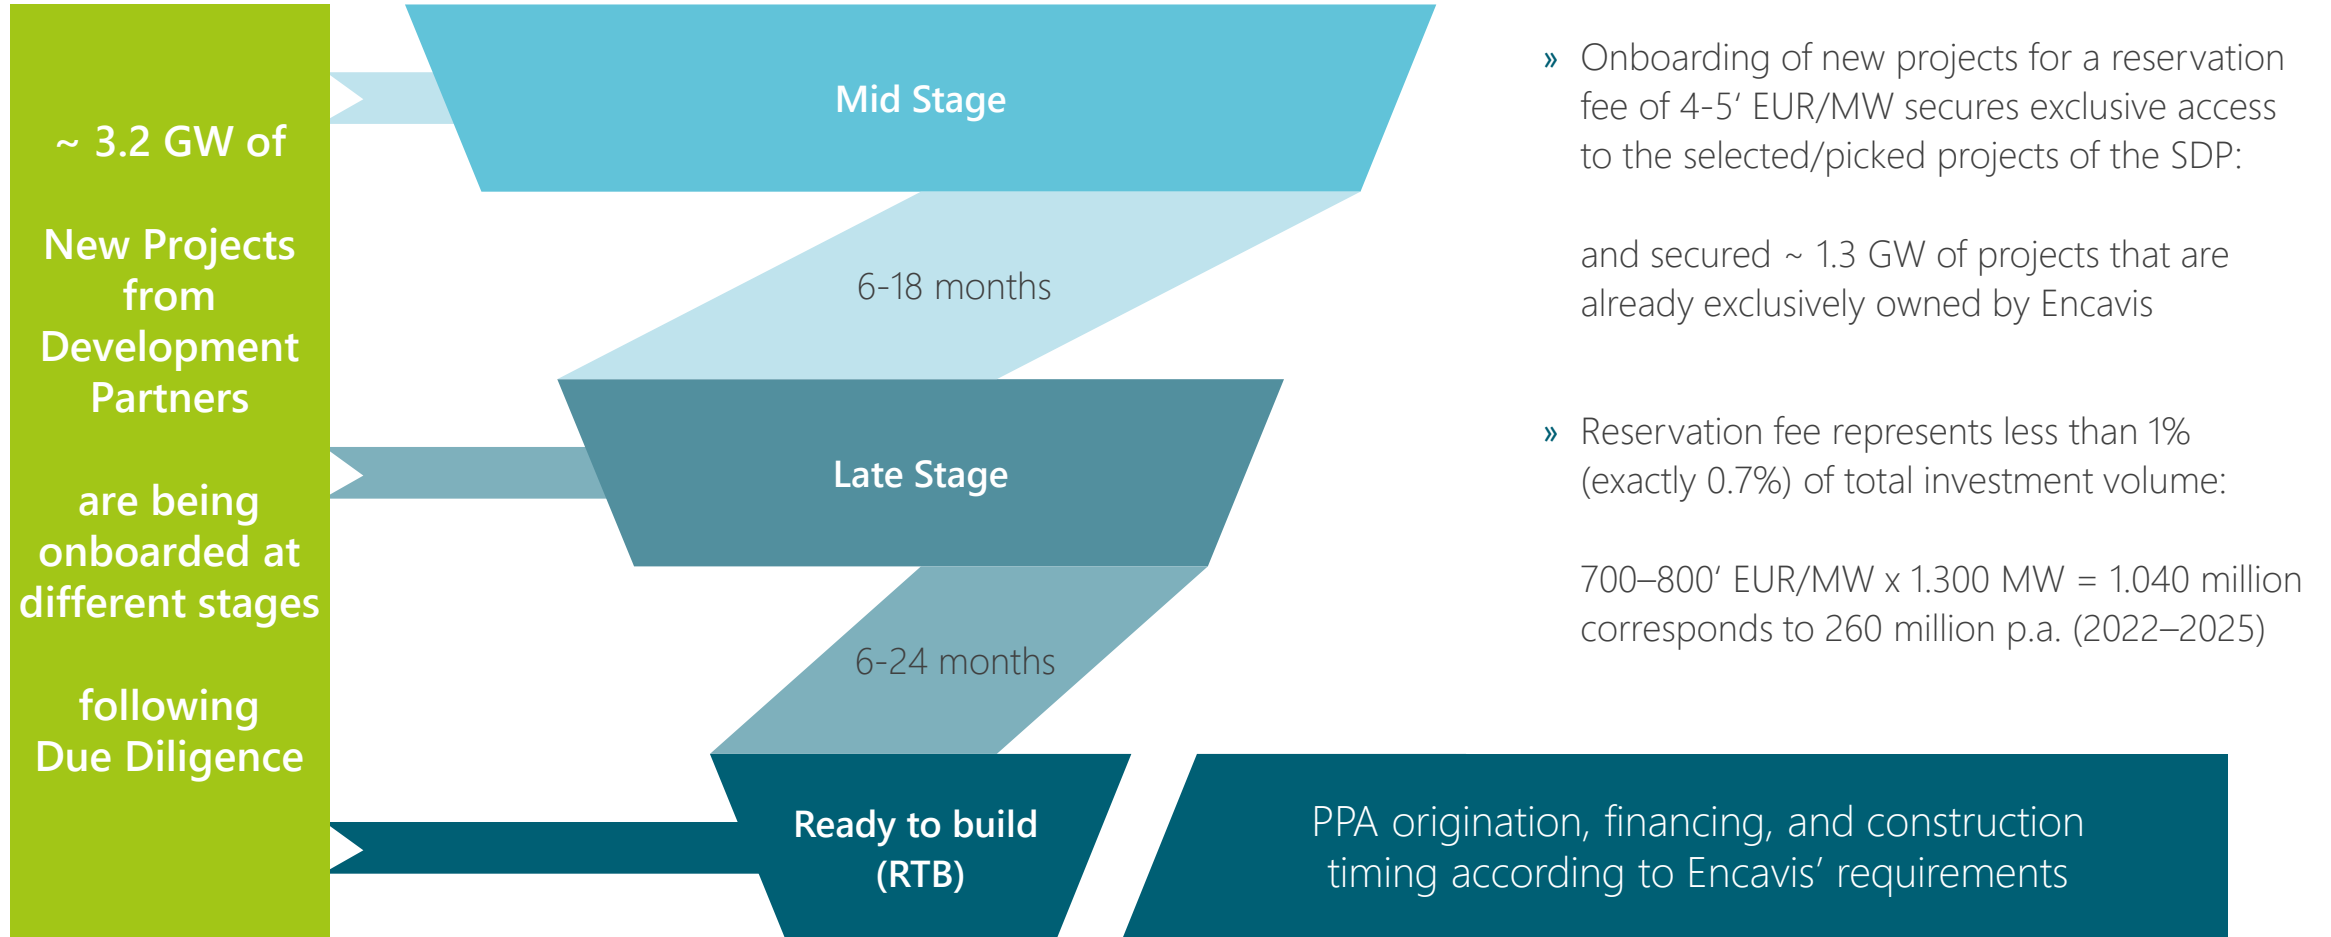 ~ 3.2 GW of
New Projects
from
Development
Partners
are being
onboarded at
different stages
following
Due Diligence
Mid Stage
6-18 months
Late Stage
6-24 months
Ready to build
(RTB)
» Onboarding of new projects for a reservation
fee of 4-5‘ EUR/MW secures exclusive access
to the selected/picked projects of the SDP:
and secured ~ 1.3 GW of projects that are
already exclusively owned by Encavis
» Reservation fee represents less than 1%
(exactly 0.7%) of total investment volume:
700–800‘ EUR/MW x 1.300 MW = 1.040 million
corresponds to 260 million p.a. (2022–2025)
PPA origination, financing, and construction
timing according to Encavis’ requirements